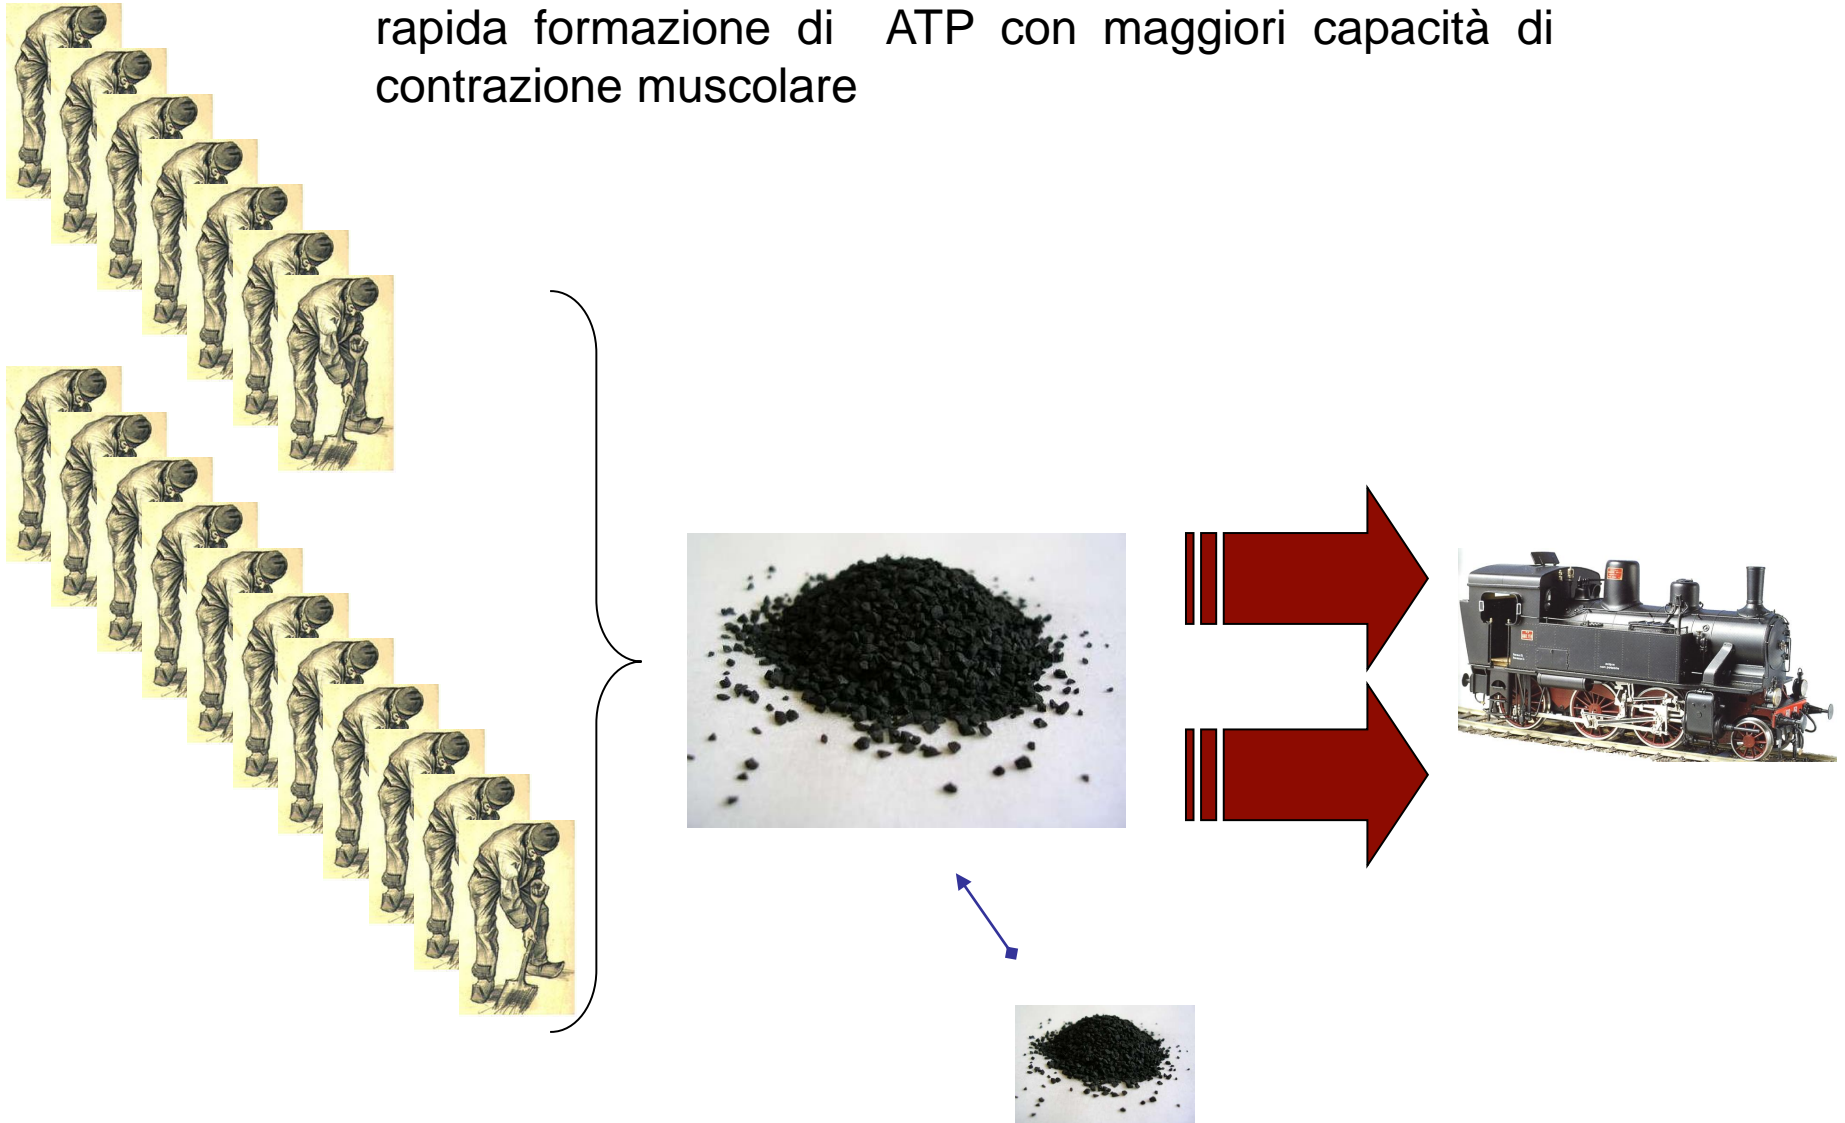 rapida formazione di ATP con maggiori capacità di
contrazione muscolare